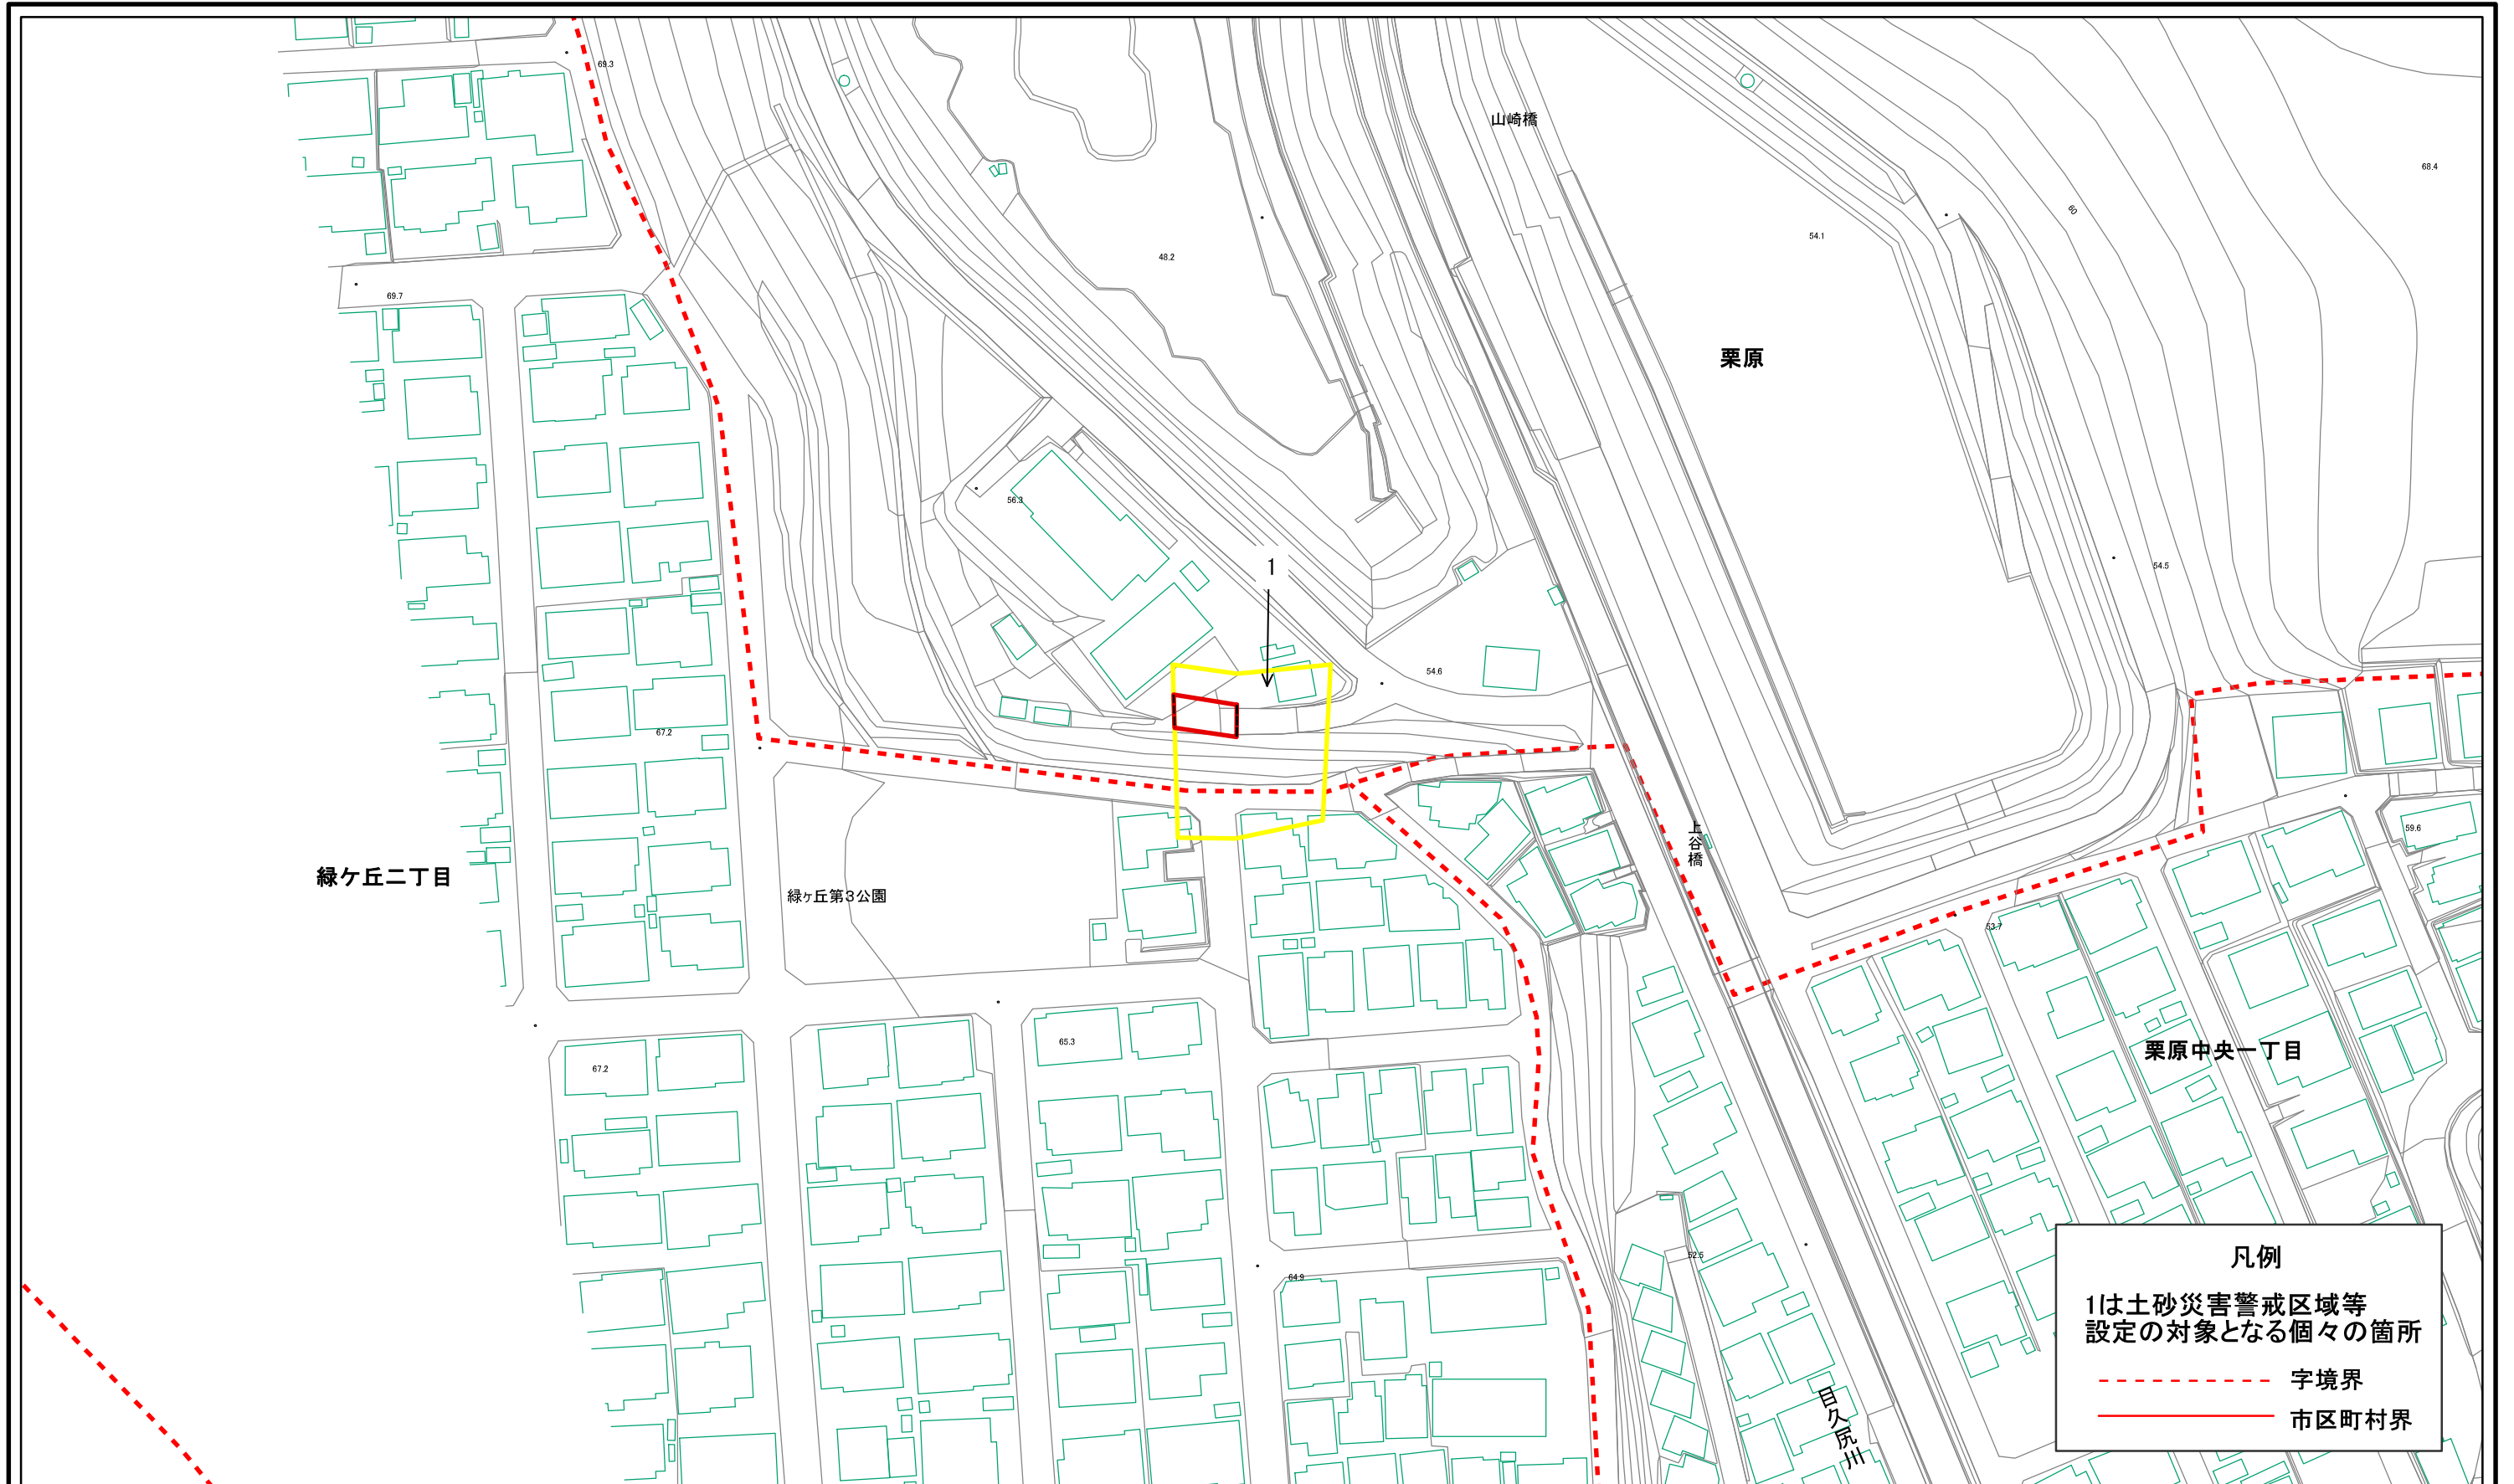 69.3
山崎橋
68.4
60
54.1
48.2
69.7
栗原
56.3
1
54.5
54.6
67.2
上谷橋
59.6
緑ケ丘二丁目
緑ヶ丘第3公園
53.7
65.3
栗原中央一丁目
67.2
52.5
64.9
目久尻川
凡例
1は土砂災害警戒区域等
設定の対象となる個々の箇所
字境界
市区町村界